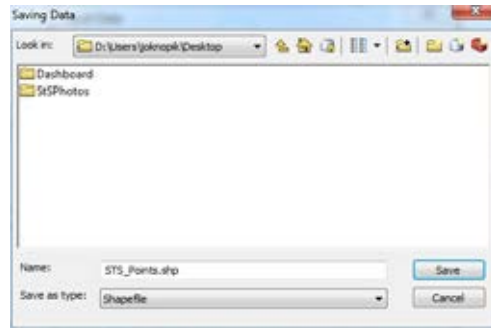 Saving Data
Look in: D:\Users\joknopik\Desktop
Dashboard
StSPhotos
Name: STS_Points.shp
Save
Save as type: Shapefile
Cancel